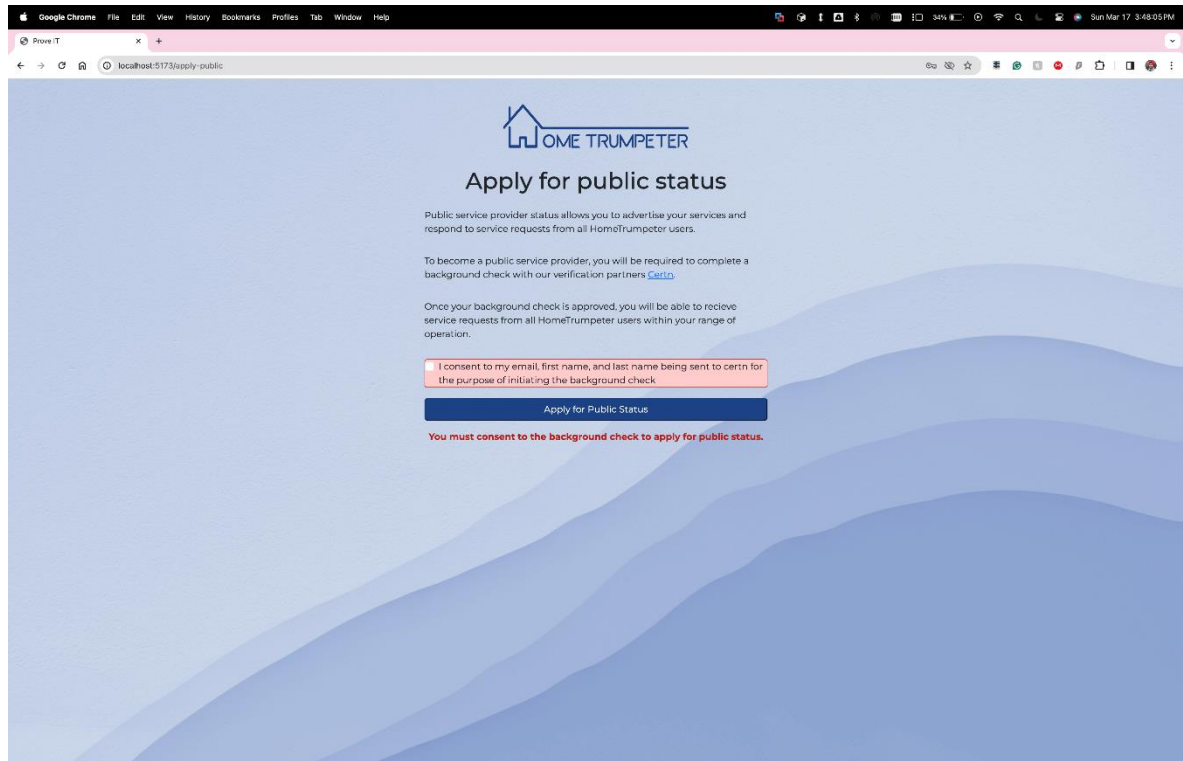 Google Chrome File Edit View History Bookmarks Profiles Tab Window Help
34% Sun Mar 17 3:48:05 PM
Prove IT
localhost:5173/apply-public
HOME TRUMPETER
Apply for public status
Public service provider status allows you to advertise your services and
respond to service requests from all HomeTrumpeter users.
To become a public service provider, you will be required to complete a
background check with our verification partners Certn.
Once your background check is approved, you will be able to recieve
service requests from all HomeTrumpeter users within your range of
operation.
I consent to my email, first name, and last name being sent to certn for
the purpose of initiating the background check
Apply for Public Status
You must consent to the background check to apply for public status.